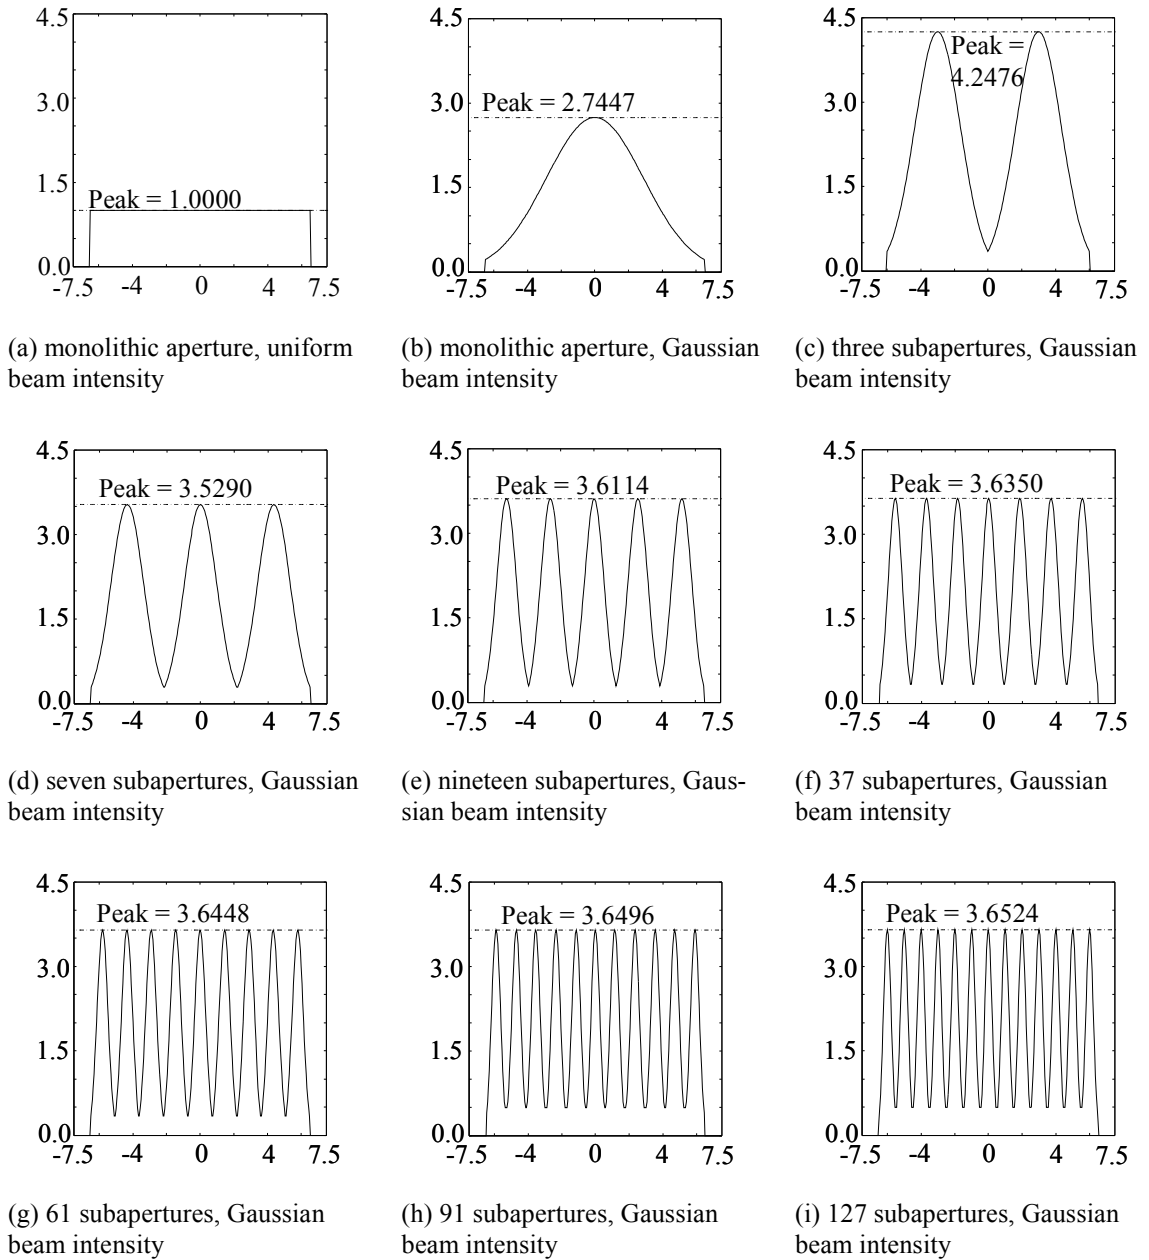 4.5
3.0
1.5
0.0
Peak = 1.0000
-7.5 -4 0 4 7.5
(a) monolithic aperture, uniform
beam intensity
4.5
3.0
1.5
0.0
Peak = 2.7447
-7.5 -4 0 4 7.5
(b) monolithic aperture, Gaussian
beam intensity
4.5
3.0
1.5
0.0
Peak =
4.2476
-7.5 -4 0 4 7.5
(c) three subapertures, Gaussian
beam intensity
4.5
3.0
1.5
0.0
Peak = 3.5290
-7.5 -4 0 4 7.5
(d) seven subapertures, Gaussian
beam intensity
4.5
3.0
1.5
0.0
Peak = 3.6114
-7.5 -4 0 4 7.5
(e) nineteen subapertures, Gaus-
sian beam intensity
4.5
3.0
1.5
0.0
Peak = 3.6350
-7.5 -4 0 4 7.5
(f) 37 subapertures, Gaussian
beam intensity
4.5
3.0
1.5
0.0
Peak = 3.6448
-7.5 -4 0 4 7.5
(g) 61 subapertures, Gaussian
beam intensity
4.5
3.0
1.5
0.0
Peak = 3.6496
-7.5 -4 0 4 7.5
(h) 91 subapertures, Gaussian
beam intensity
4.5
3.0
1.5
0.0
Peak = 3.6524
-7.5 -4 0 4 7.5
(i) 127 subapertures, Gaussian
beam intensity